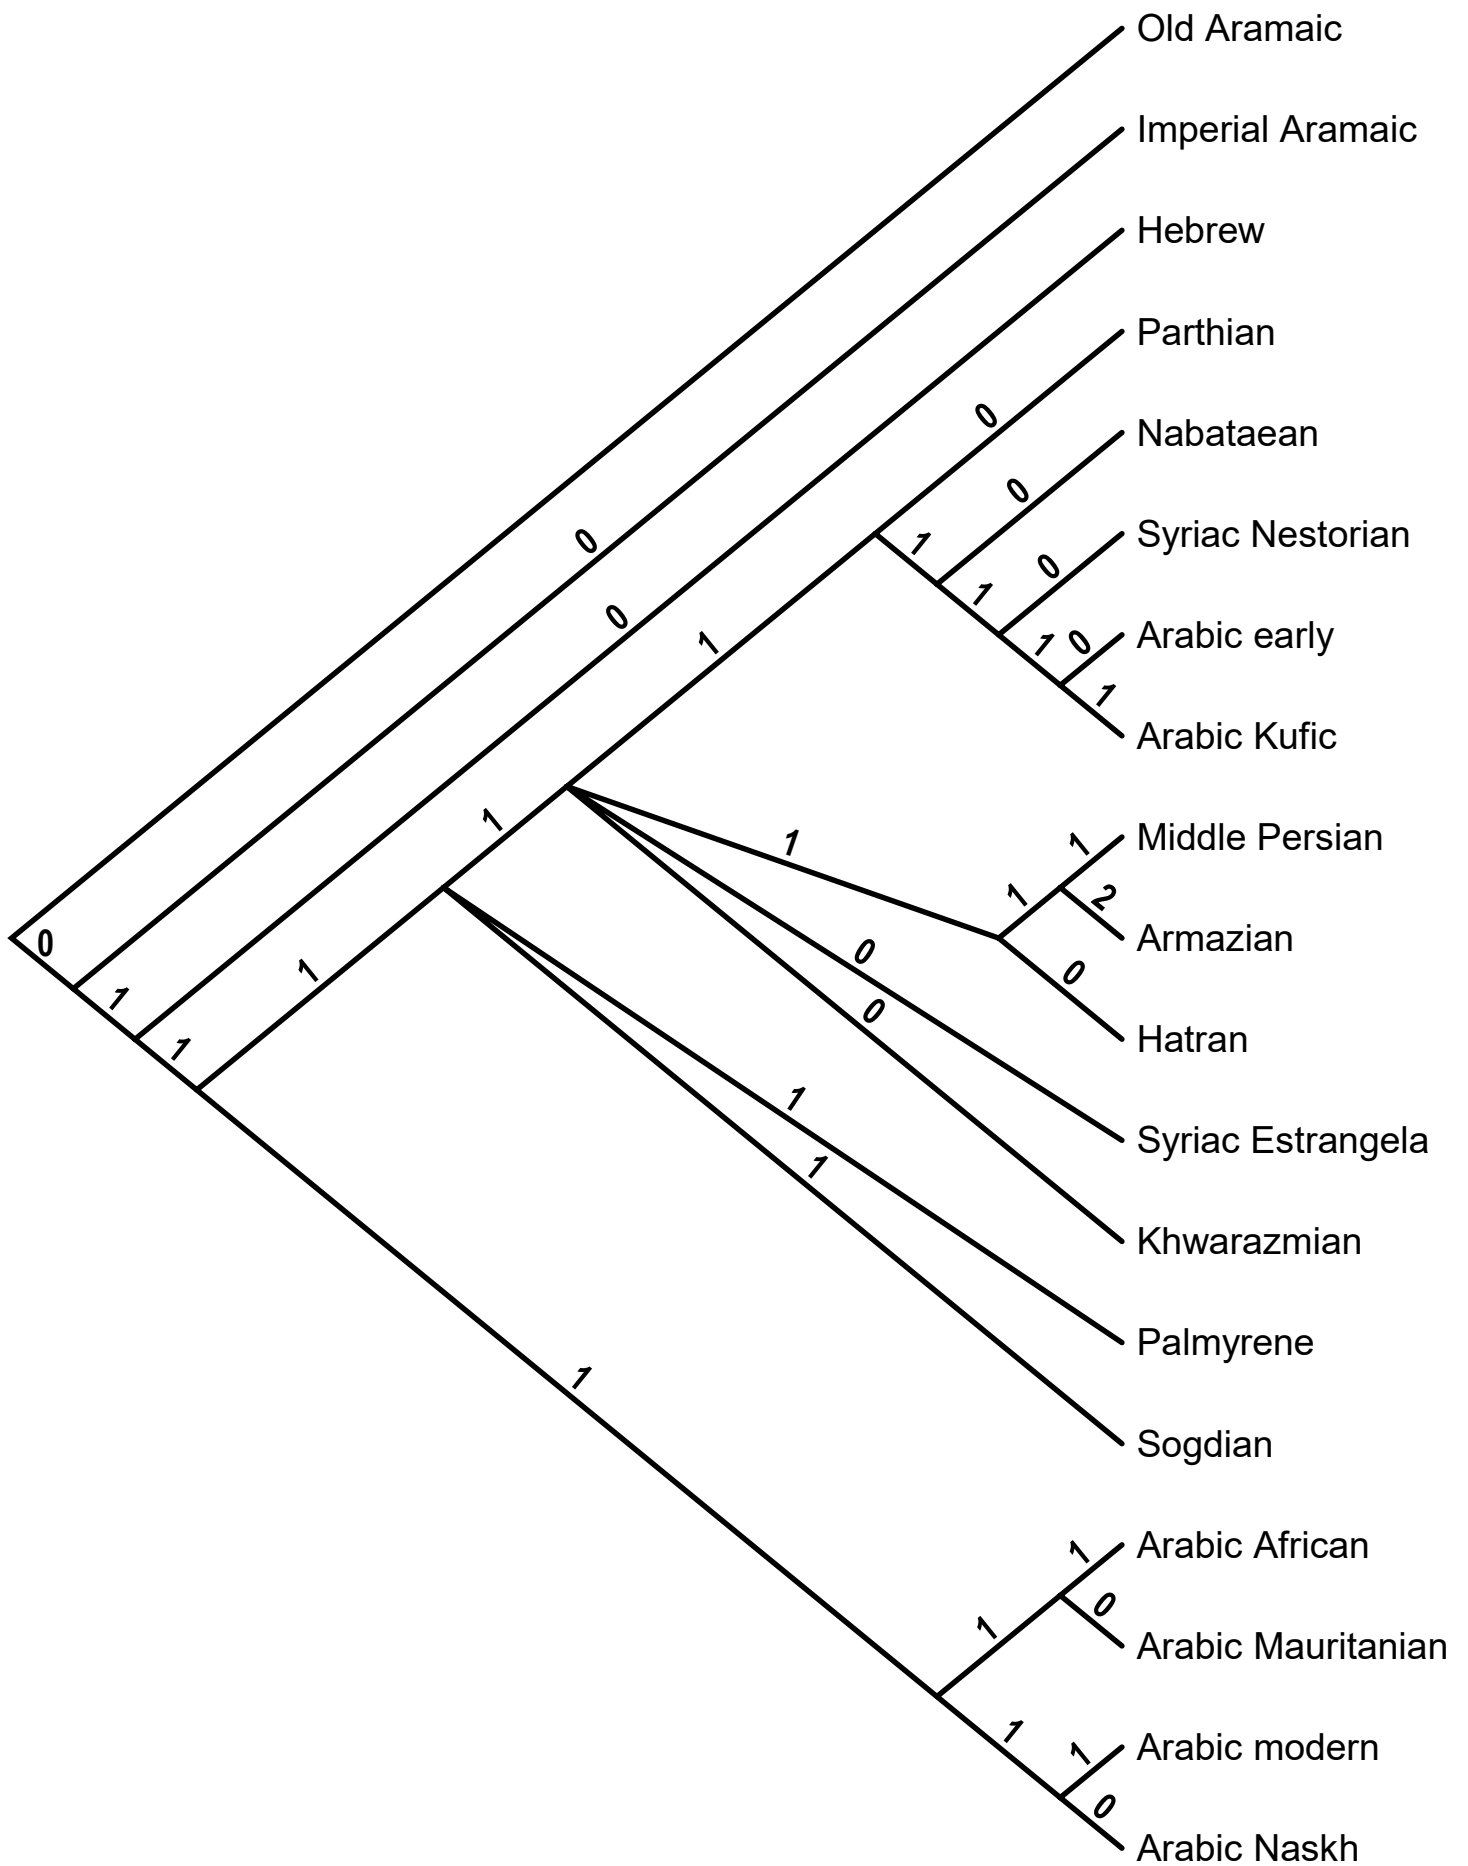 Old Aramaic
Imperial Aramaic
Hebrew
Parthian
0
Nabataean
0
Syriac Nestorian
0
1
0
1
Arabic early
0
1
0
1
1
Arabic Kufic
1
Middle Persian
1
1
1
2
1
Armazian
0
0
1
0
Hatran
1
0
1
Syriac Estrangela
1
1
Khwarazmian
Palmyrene
1
Sogdian
1
Arabic African
0
1
Arabic Mauritanian
1
1
Arabic modern
0
Arabic Naskh